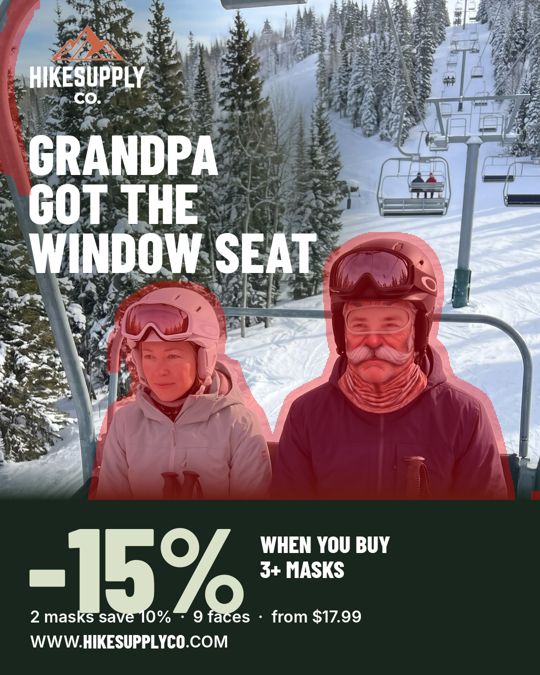 HIKESUPPLY
CO.
GRANDPA
GOT THE
WINDOW SEAT
-15%
WHEN YOU BUY
3+ MASKS
2 masks save 10% · 9 faces · from $17.99
WWW.HIKESUPPLYCO.COM